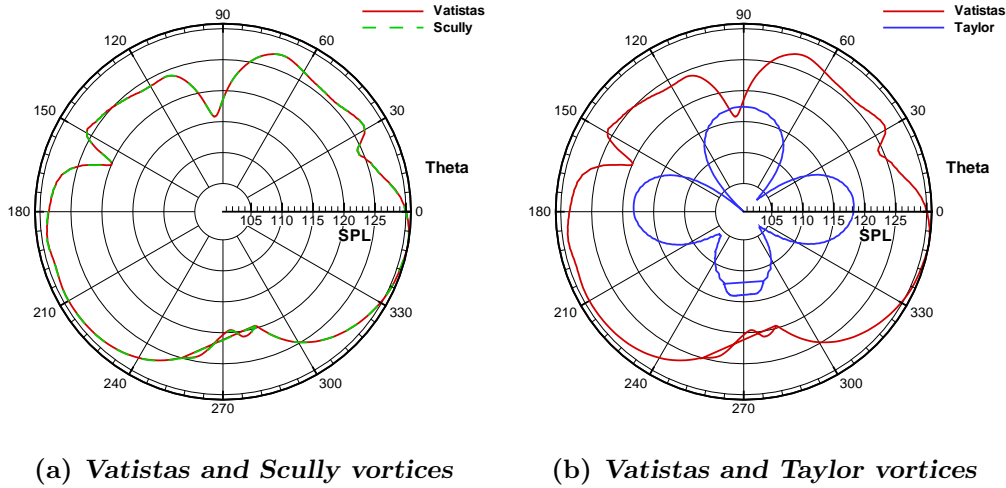 Vatistas
Scully
90
120
60
150
30
Theta
180
0
105 110 115 120 125
SPL
210
330
240
300
270
(a) Vatistas and Scully vortices
Vatistas
Taylor
90
120
60
150
30
Theta
180
0
105 110 115 120 125
SPL
210
330
240
300
270
(b) Vatistas and Taylor vortices